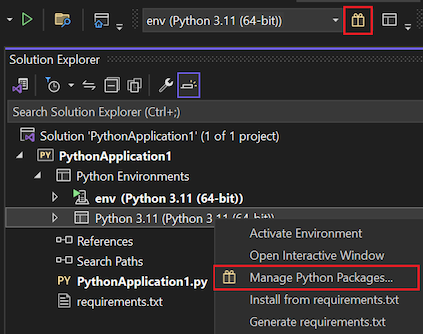 env (Python 3.11 (64-bit))
Solution Explorer
Search Solution Explorer (Ctrl+;)
Solution 'PythonApplication1' (1 of 1 project)
PY PythonApplication1
Python Environments
env (Python 3.11 (64-bit))
Python 3.11 (Python 3.11 (64-bit))
Activate Environment
References
Open Interactive Window
Search Paths
Manage Python Packages...
PY PythonApplication1.py
Install from requirements.txt
requirements.txt
Generate requirements.txt